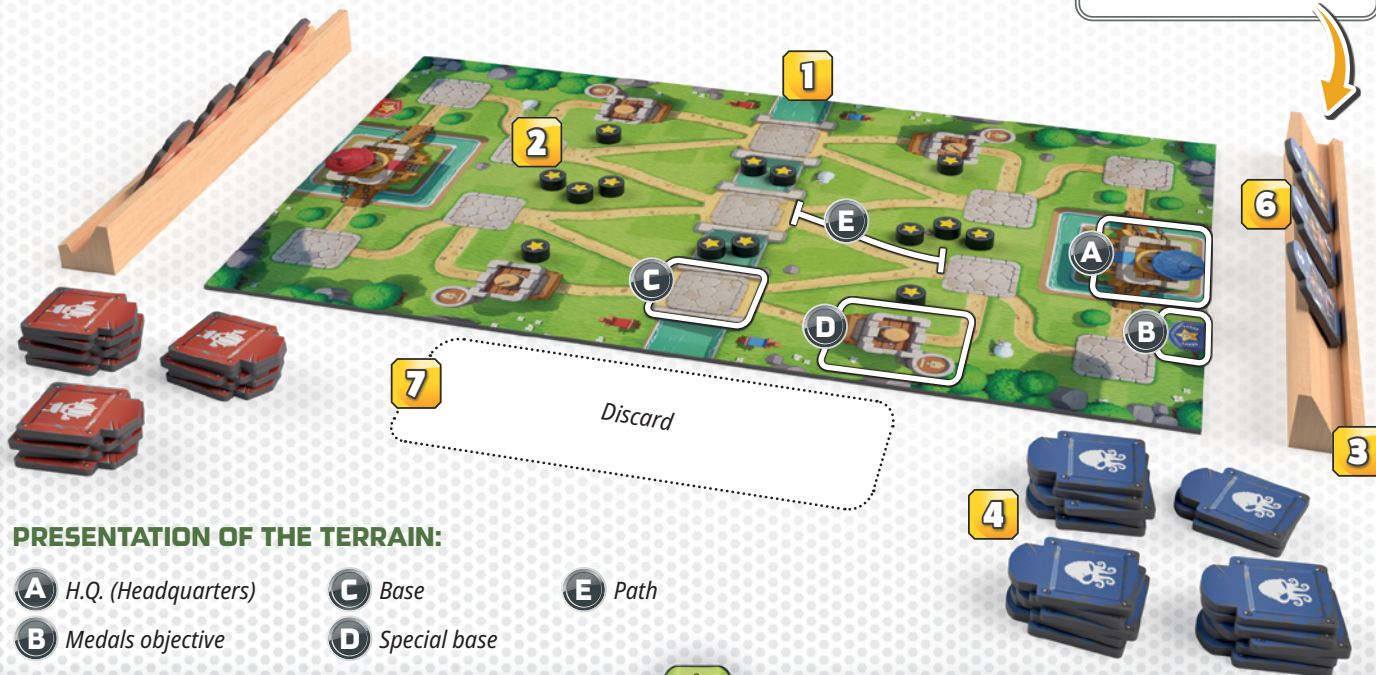 1
2
E
6
A
C
D
B
7
Discard
3
4
PRESENTATION OF THE TERRAIN:
A H.Q. (Headquarters)
C Base
E Path
B Medals objective
D Special base